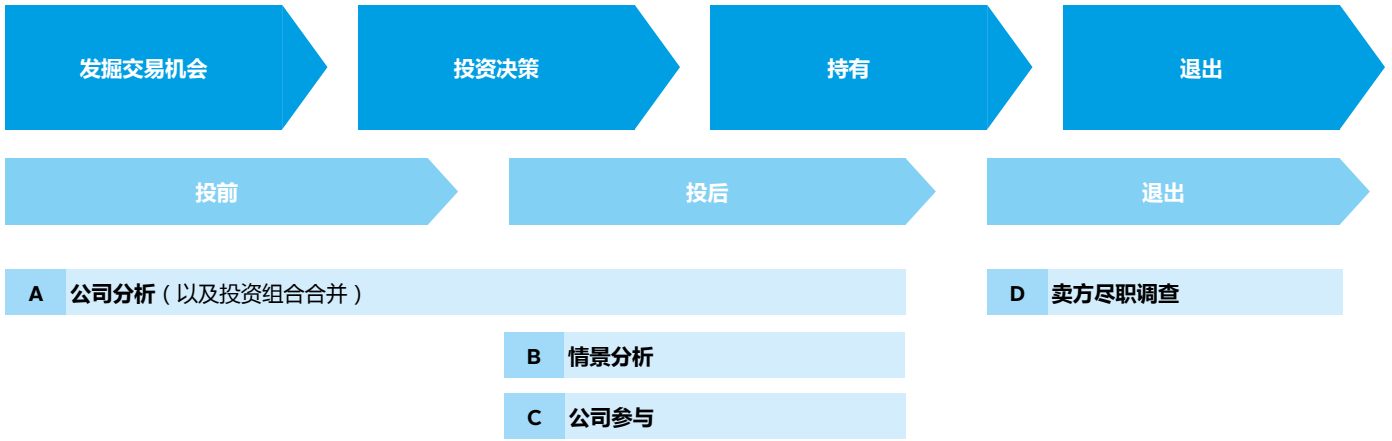 发掘交易机会
投资决策
持有
退出
投前
投后
退出
A 公司分析（以及投资组合合并）
D 卖方尽职调查
B 情景分析
C 公司参与